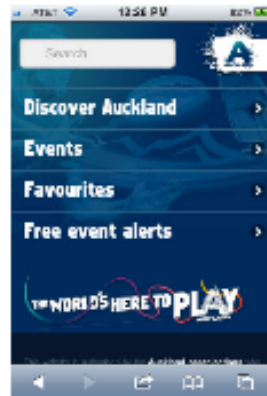 AT&T 12:56 PM
Search
A
Discover Auckland
Events
Favourites
Free event alerts
THE WORLD'S HERE TO PLAY